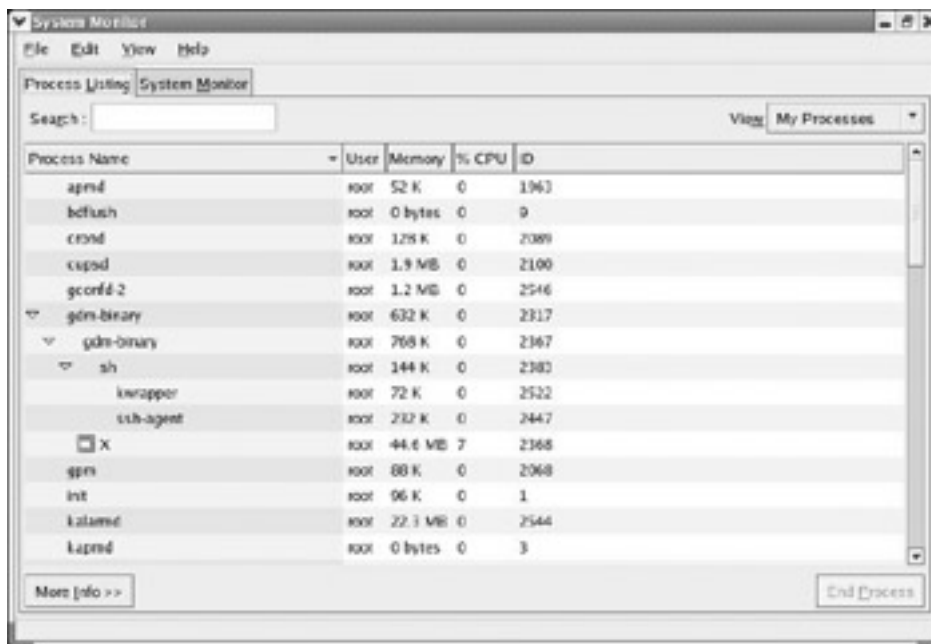 System Monitor
File Edit View Help
Process Listing System Monitor
Search :
View My Processes
Process Name User Memory % CPU ID
apmd root 52 K 0 1963
bdflush root 0 bytes 0 9
crond root 128 K 0 2089
cupsd root 1.9 MB 0 2100
gconfd-2 root 1.2 MB 0 2546
gdm-binary root 632 K 0 2317
gdm-binary root 768 K 0 2367
sh root 144 K 0 2383
kwrapper root 72 K 0 2522
ssh-agent root 232 K 0 2447
X root 44.6 MB 7 2368
gpm root 88 K 0 2068
init root 96 K 0 1
kalarmd root 22.3 MB 0 2544
kapmd root 0 bytes 0 3
More Info >>
End Process